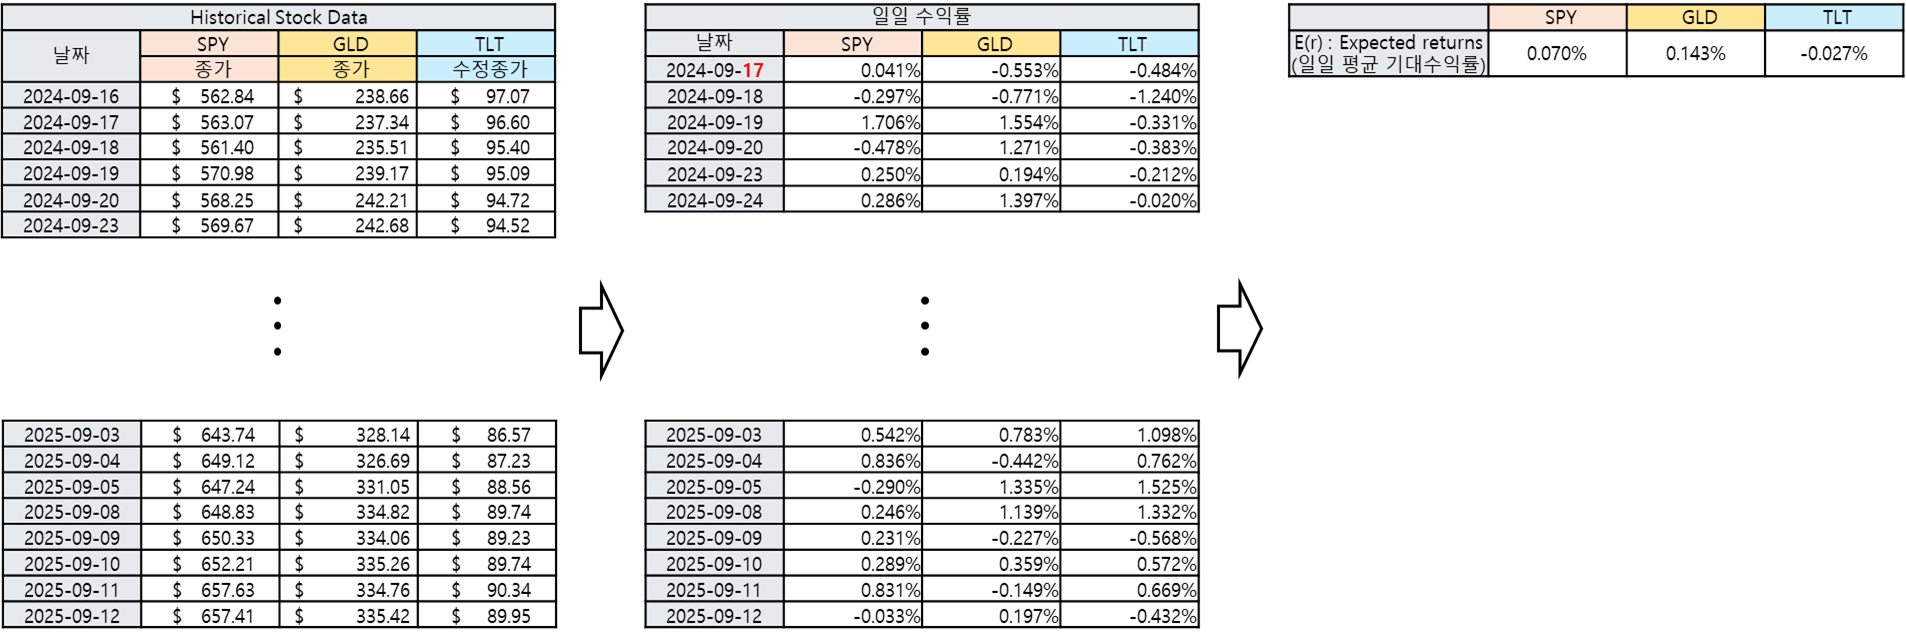 Historical Stock Data
날짜 SPY GLD TLT
종가 종가 수정종가
2024-09-16 $ 562.84 $ 238.66 $ 97.07
2024-09-17 $ 563.07 $ 237.34 $ 96.60
2024-09-18 $ 561.40 $ 235.51 $ 95.40
2024-09-19 $ 570.98 $ 239.17 $ 95.09
2024-09-20 $ 568.25 $ 242.21 $ 94.72
2024-09-23 $ 569.67 $ 242.68 $ 94.52
2025-09-03 $ 643.74 $ 328.14 $ 86.57
2025-09-04 $ 649.12 $ 326.69 $ 87.23
2025-09-05 $ 647.24 $ 331.05 $ 88.56
2025-09-08 $ 648.83 $ 334.82 $ 89.74
2025-09-09 $ 650.33 $ 334.06 $ 89.23
2025-09-10 $ 652.21 $ 335.26 $ 89.74
2025-09-11 $ 657.63 $ 334.76 $ 90.34
2025-09-12 $ 657.41 $ 335.42 $ 89.95
일일 수익률
날짜 SPY GLD TLT
2024-09-17 0.041% -0.553% -0.484%
2024-09-18 -0.297% -0.771% -1.240%
2024-09-19 1.706% 1.554% -0.331%
2024-09-20 -0.478% 1.271% -0.383%
2024-09-23 0.250% 0.194% -0.212%
2024-09-24 0.286% 1.397% -0.020%
2025-09-03 0.542% 0.783% 1.098%
2025-09-04 0.836% -0.442% 0.762%
2025-09-05 -0.290% 1.335% 1.525%
2025-09-08 0.246% 1.139% 1.332%
2025-09-09 0.231% -0.227% -0.568%
2025-09-10 0.289% 0.359% 0.572%
2025-09-11 0.831% -0.149% 0.669%
2025-09-12 -0.033% 0.197% -0.432%
SPY GLD TLT
E(r) : Expected returns
(일일 평균 기대수익률) 0.070% 0.143% -0.027%